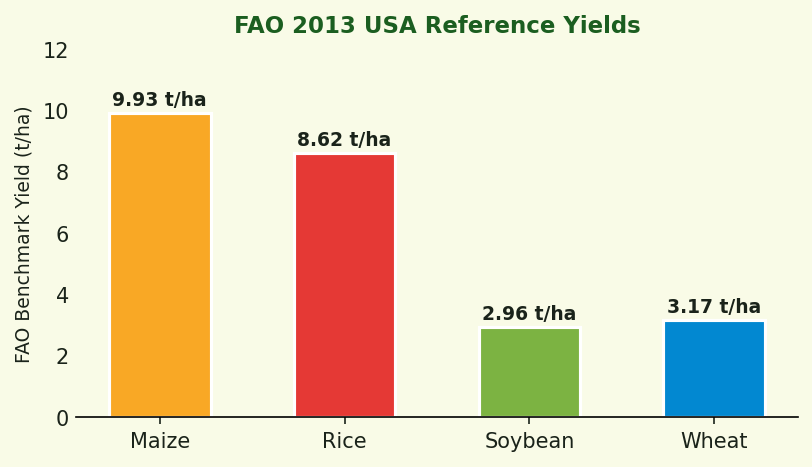 FAO 2013 USA Reference Yields
FAO Benchmark Yield (t/ha)
12
10
8
6
4
2
0
9.93 t/ha
8.62 t/ha
2.96 t/ha
3.17 t/ha
Maize
Rice
Soybean
Wheat